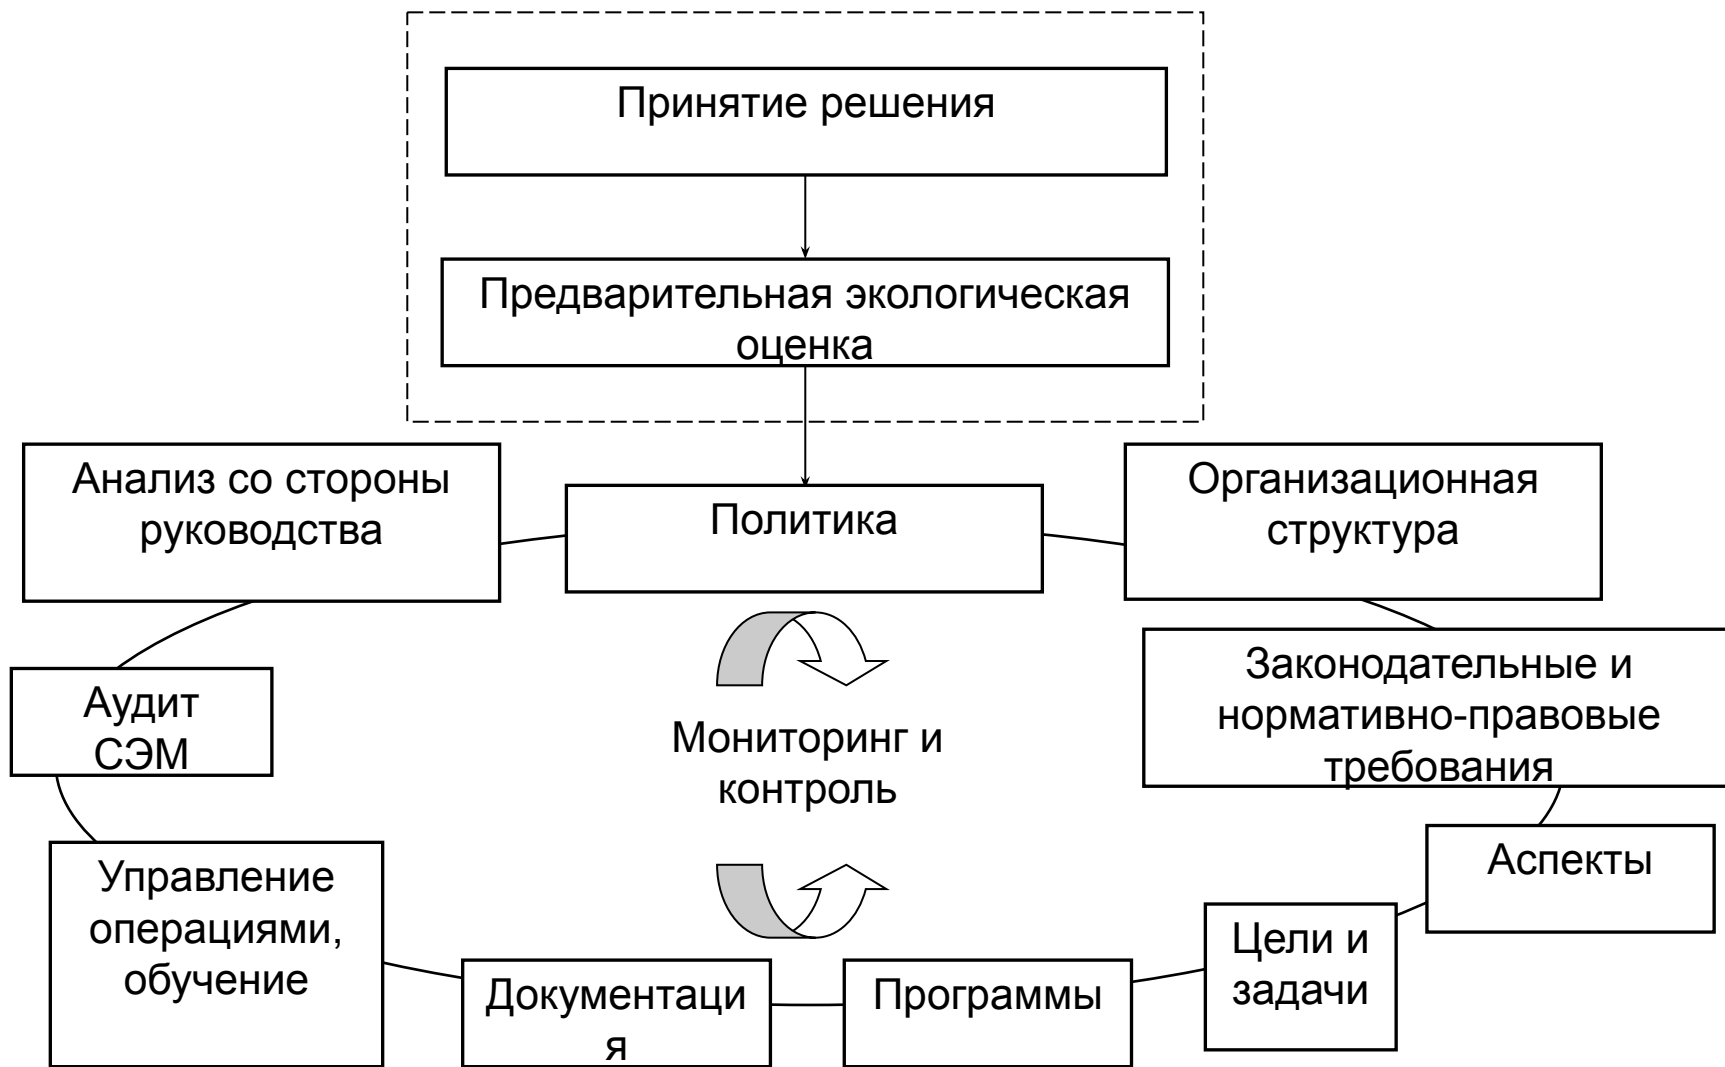 Принятие решения
Предварительная экологическая
оценка
Анализ со стороны
руководства
Политика
Организационная
структура
Законодательные и
нормативно-правовые
требования
Аудит
СЭМ
Мониторинг и
контроль
Аспекты
Управление
операциями,
обучение
Цели и
задачи
Документаци
я
Программы